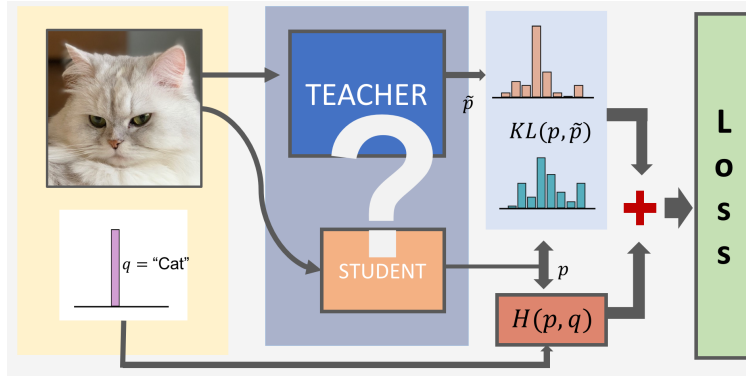 TEACHER
?
STUDENT
q = "Cat"
p̃
KL(p, p̃)
p
H(p, q)
+
L
o
s
s